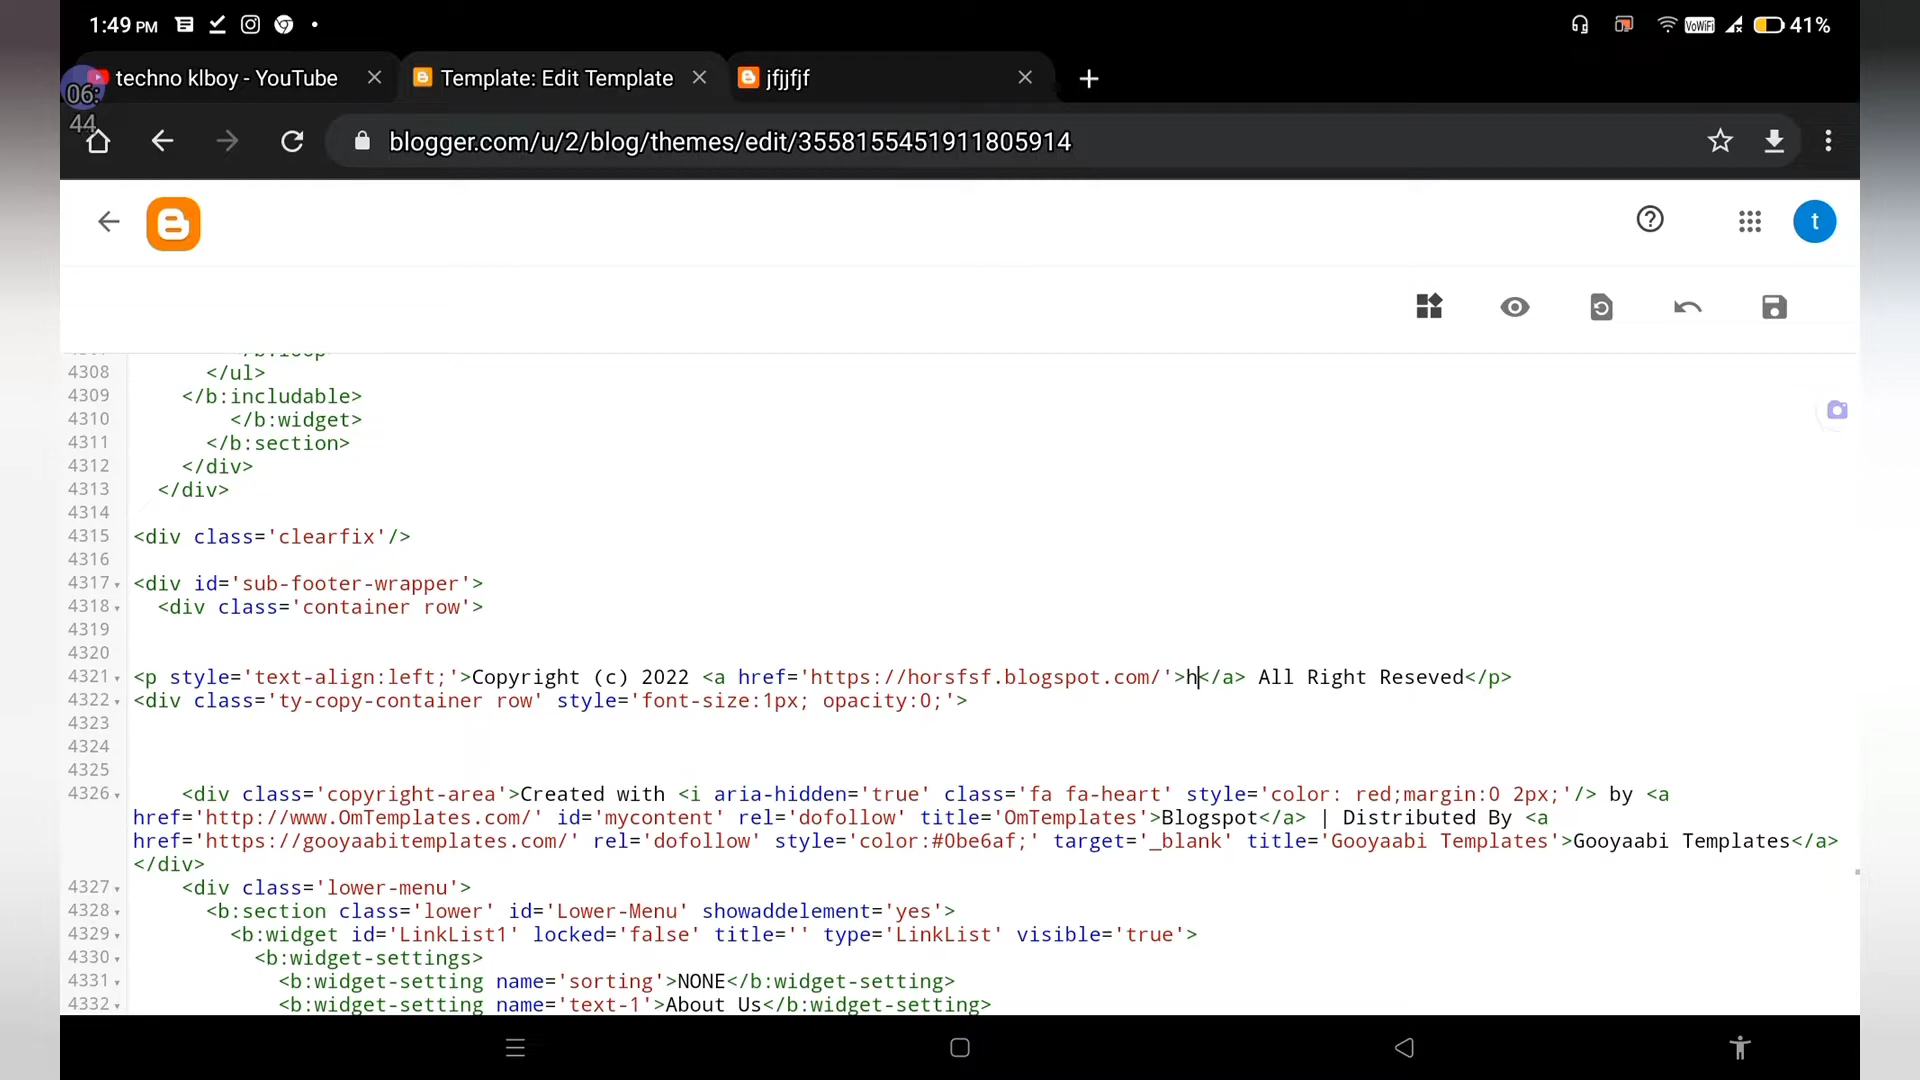 1:49 PM
VoWiFi
41%
techno klboy - YouTube
Template: Edit Template
jfjjfjf
06:
44
blogger.com/u/2/blog/themes/edit/3558155451911805914
t
4307 </b:loop>
4308 </ul>
4309 </b:includable>
4310 </b:widget>
4311 </b:section>
4312 </div>
4313 </div>
4314
4315 <div class='clearfix'/>
4316
4317 <div id='sub-footer-wrapper'>
4318 <div class='container row'>
4319
4320
4321 <p style='text-align:left;'>Copyright (c) 2022 <a href='https://horsfsf.blogspot.com/'>h</a> All Right Reseved</p>
4322 <div class='ty-copy-container row' style='font-size:1px; opacity:0;'>
4323
4324
4325
4326 <div class='copyright-area'>Created with <i aria-hidden='true' class='fa fa-heart' style='color: red;margin:0 2px;'/> by <a
href='http://www.OmTemplates.com/' id='mycontent' rel='dofollow' title='OmTemplates'>Blogspot</a> | Distributed By <a
href='https://gooyaabitemplates.com/' rel='dofollow' style='color:#0be6af;' target='_blank' title='Gooyaabi Templates'>Gooyaabi Templates</a>
</div>
4327 <div class='lower-menu'>
4328 <b:section class='lower' id='Lower-Menu' showaddelement='yes'>
4329 <b:widget id='LinkList1' locked='false' title='' type='LinkList' visible='true'>
4330 <b:widget-settings>
4331 <b:widget-setting name='sorting'>NONE</b:widget-setting>
4332 <b:widget-setting name='text-1'>About Us</b:widget-setting>